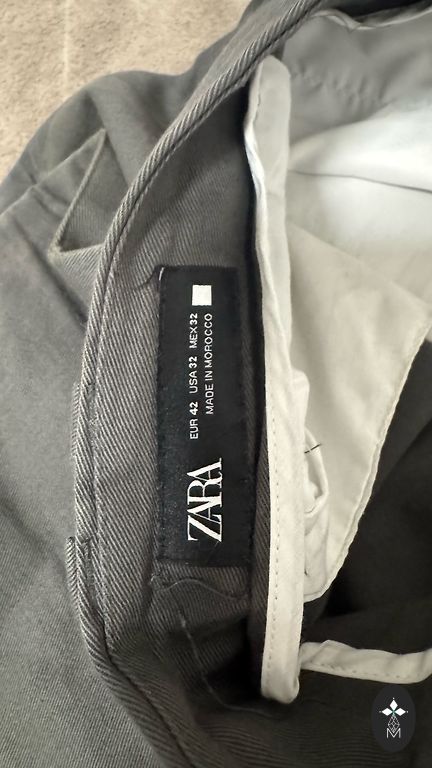 ZARA
EUR 42 USA 32 MEX 32
MADE IN MOROCCO
M